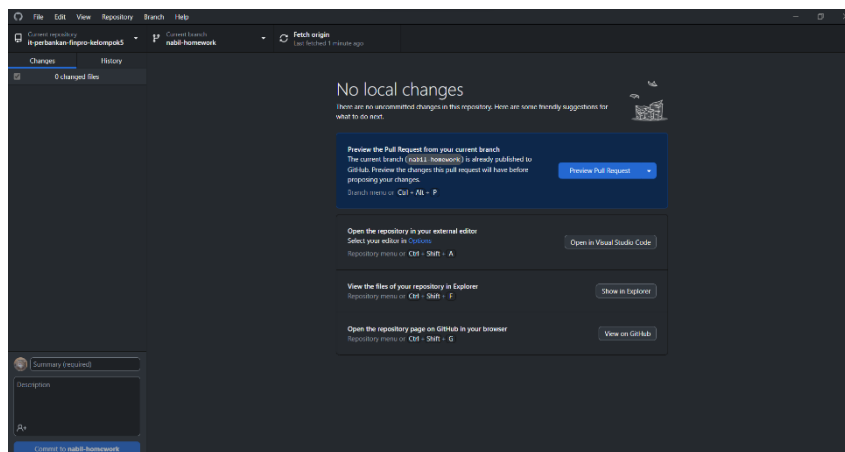 File Edit View Repository Branch Help
Current repository
it-perbankan-finpro-kelompok5
Current branch
nabil-homework
Fetch origin
Last fetched 1 minute ago
Changes History
0 changed files
No local changes
There are no uncommitted changes in this repository. Here are some friendly suggestions for
what to do next.
Preview the Pull Request from your current branch
The current branch (nabil-homework) is already published to
GitHub. Preview the changes this pull request will have before
proposing your changes.
Branch menu or Ctrl + Alt + P
Preview Pull Request
Open the repository in your external editor
Select your editor in Options
Repository menu or Ctrl + Shift + A
Open in Visual Studio Code
View the files of your repository in Explorer
Repository menu or Ctrl + Shift + F
Show in Explorer
Open the repository page on GitHub in your browser
Repository menu or Ctrl + Shift + G
View on GitHub
Summary (required)
Description
Commit to nabil-homework